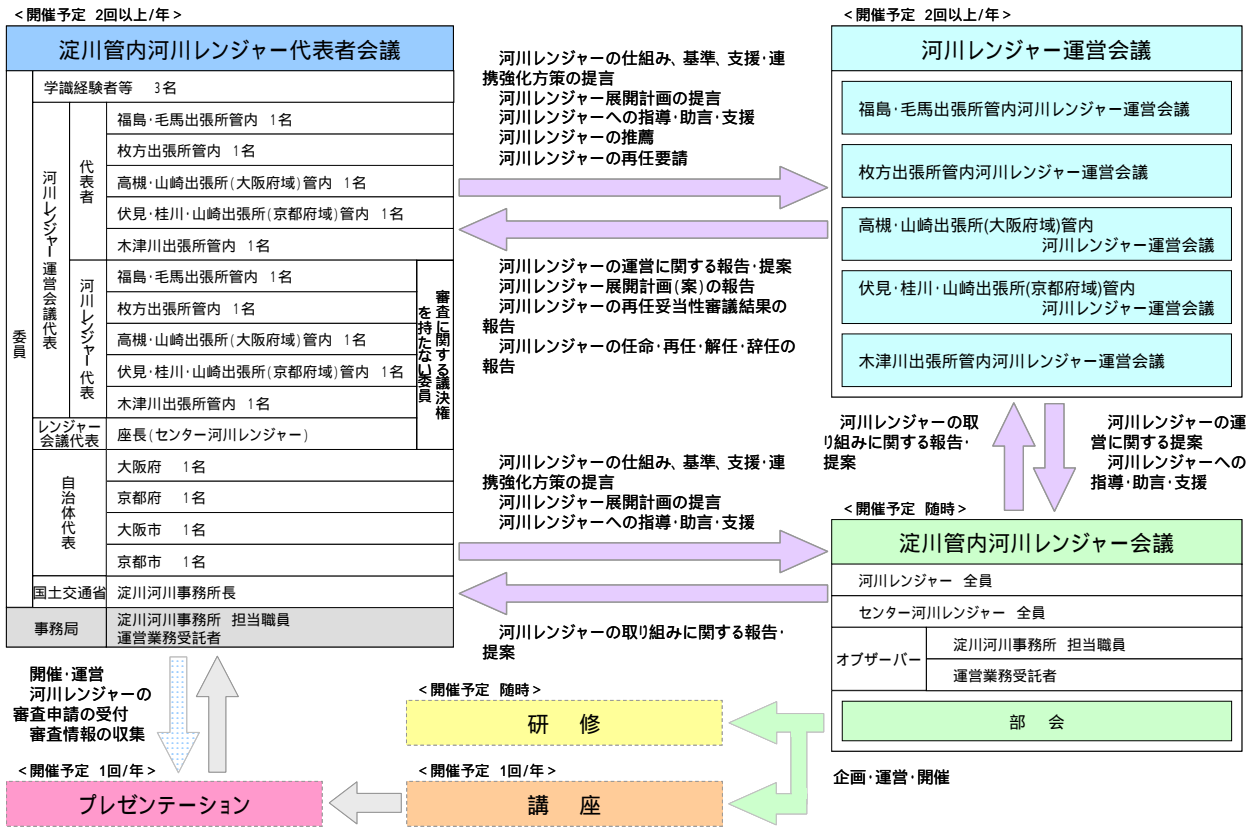 ＜開催予定 2回以上/年＞
淀川管内河川レンジャー代表者会議
委員
学識経験者等　3名
河川レンジャー運営会議代表
代表者
福島・毛馬出張所管内 1名
枚方出張所管内 1名
高槻・山崎出張所(大阪府域)管内 1名
伏見・桂川・山崎出張所(京都府域)管内 1名
木津川出張所管内 1名
河川レンジャー代表
福島・毛馬出張所管内 1名
枚方出張所管内 1名
高槻・山崎出張所(大阪府域)管内 1名
伏見・桂川・山崎出張所(京都府域)管内 1名
木津川出張所管内 1名
審査に関する議決権
を持たない委員
レンジャー
会議代表
座長(センター河川レンジャー)
自治体代表
大阪府　1名
京都府　1名
大阪市　1名
京都市　1名
国土交通省
淀川河川事務所長
事務局
淀川河川事務所 担当職員
運営業務受託者
河川レンジャーの仕組み、基準、支援・連
携強化方策の提言
河川レンジャー展開計画の提言
河川レンジャーへの指導・助言・支援
河川レンジャーの推薦
河川レンジャーの再任要請
河川レンジャーの運営に関する報告・提案
河川レンジャー展開計画(案)の報告
河川レンジャーの再任妥当性審議結果の
報告
河川レンジャーの任命・再任・解任・辞任の
報告
河川レンジャーの仕組み、基準、支援・連
携強化方策の提言
河川レンジャー展開計画の提言
河川レンジャーへの指導・助言・支援
河川レンジャーの取り組みに関する報告・
提案
＜開催予定 2回以上/年＞
河川レンジャー運営会議
福島・毛馬出張所管内河川レンジャー運営会議
枚方出張所管内河川レンジャー運営会議
高槻・山崎出張所(大阪府域)管内
河川レンジャー運営会議
伏見・桂川・山崎出張所(京都府域)管内
河川レンジャー運営会議
木津川出張所管内河川レンジャー運営会議
河川レンジャーの取
り組みに関する報告・
提案
河川レンジャーの運
営に関する提案
河川レンジャーへの
指導・助言・支援
＜開催予定 随時＞
淀川管内河川レンジャー会議
河川レンジャー 全員
センター河川レンジャー 全員
オブザーバー
淀川河川事務所 担当職員
運営業務受託者
部　会
企画・運営・開催
開催・運営
河川レンジャーの
審査申請の受付
審査情報の収集
＜開催予定 随時＞
研　修
＜開催予定 1回/年＞
講　座
＜開催予定 1回/年＞
プレゼンテーション